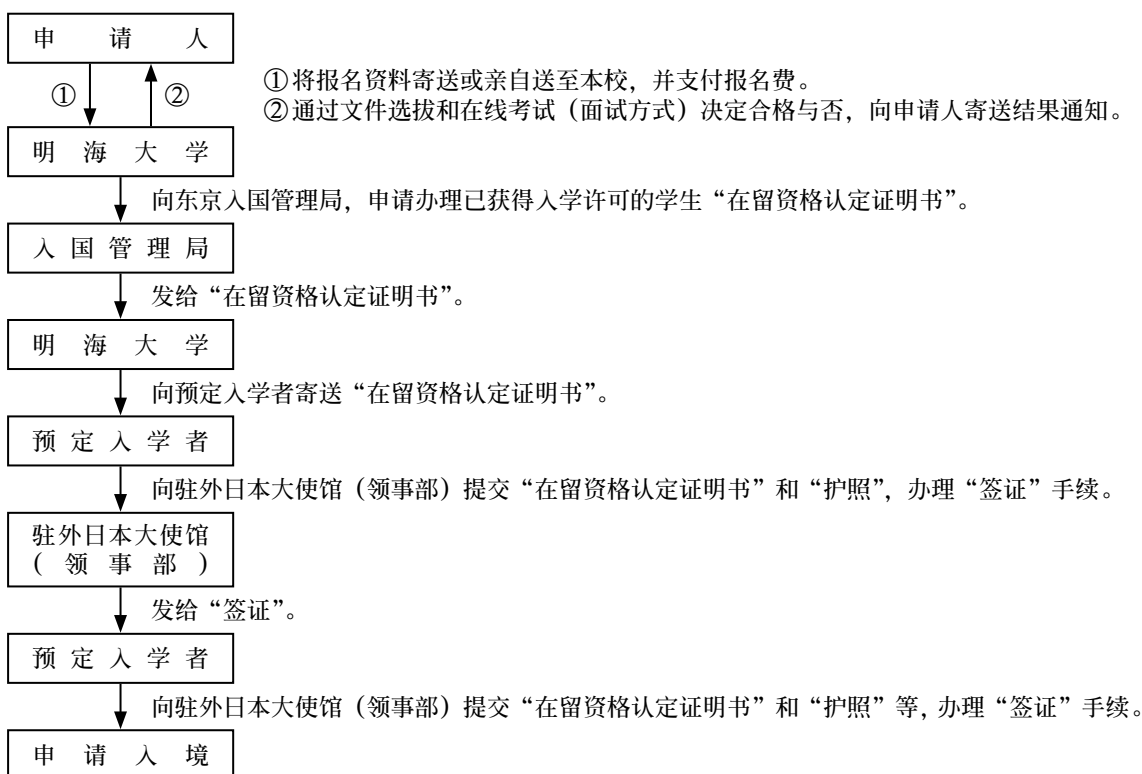 申请人
① ②
①将报名资料寄送或亲自送至本校，并支付报名费。
②通过文件选拔和在线考试（面试方式）决定合格与否，向申请人寄送结果通知。
明海大学
向东京入国管理局，申请办理已获得入学许可的学生“在留资格认定证明书”。
入国管理局
发给“在留资格认定证明书”。
明海大学
向预定入学者寄送“在留资格认定证明书”。
预定入学者
向驻外日本大使馆（领事部）提交“在留资格认定证明书”和“护照”，办理“签证”手续。
驻外日本大使馆
(领事部)
发给“签证”。
预定入学者
向驻外日本大使馆（领事部）提交“在留资格认定证明书”和“护照”等，办理“签证”手续。
申请入境